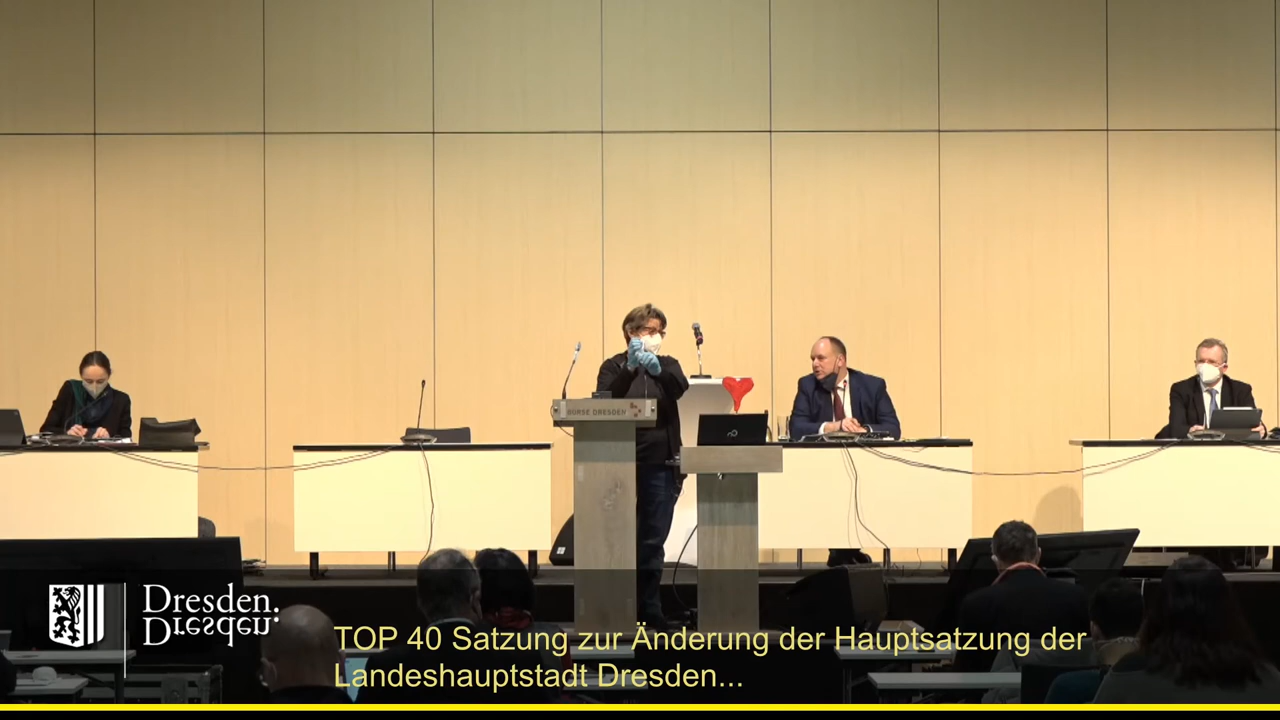 BÖRSE DRESDEN
Dresden.
Dresden.
TOP 40 Satzung zur Änderung der Hauptsatzung der
Landeshauptstadt Dresden...